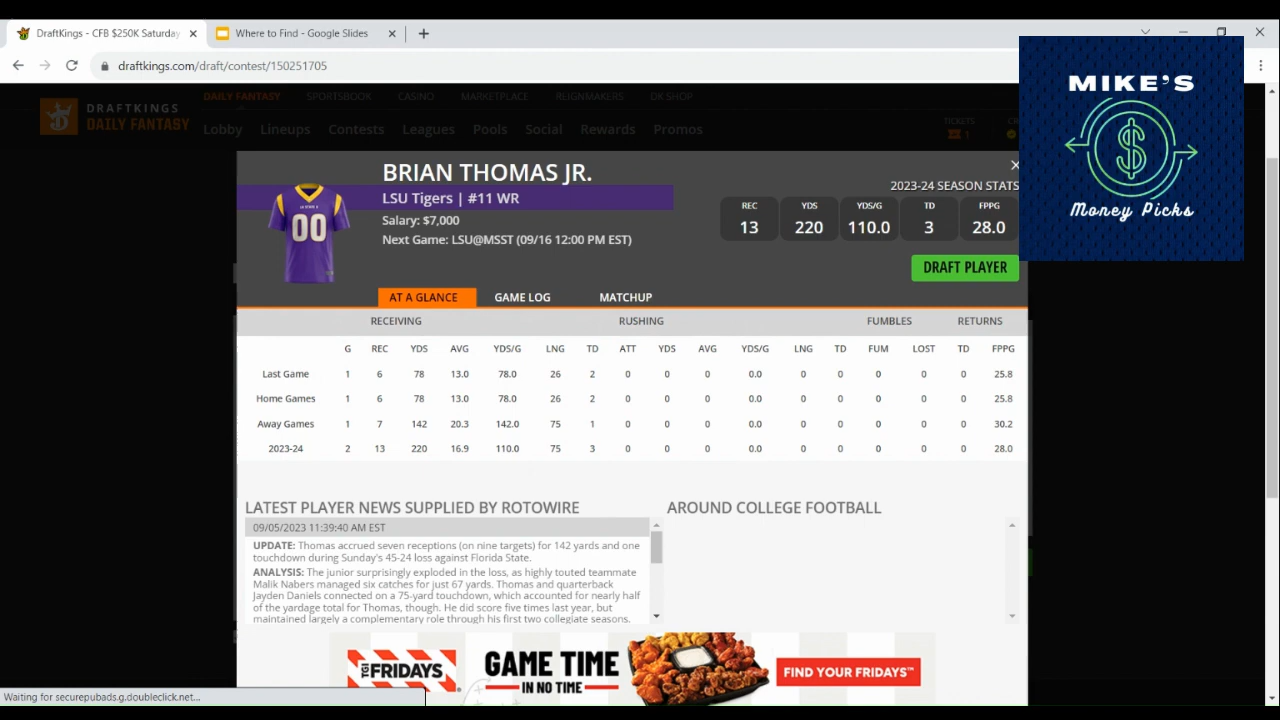 DraftKings - CFB $250K Saturday
Where to Find - Google Slides
draftkings.com/draft/contest/150251705
MIKE'S
Money Picks
DRAFTKINGS
DAILY FANTASY
DAILY FANTASY SPORTSBOOK CASINO MARKETPLACE REIGNMAKERS DK SHOP
Lobby Lineups Contests Leagues Pools Social Rewards Promos
TICKETS
1
BRIAN THOMAS JR.
LSU Tigers | #11 WR
Salary: $7,000
Next Game: LSU@MSST (09/16 12:00 PM EST)
00
2023-24 SEASON STATS
REC YDS YDS/G TD FPPG
13 220 110.0 3 28.0
DRAFT PLAYER
AT A GLANCE GAME LOG MATCHUP
RECEIVING RUSHING FUMBLES RETURNS
G REC YDS AVG YDS/G LNG TD ATT YDS AVG YDS/G LNG TD FUM LOST TD FPPG
Last Game 1 6 78 13.0 78.0 26 2 0 0 0 0.0 0 0 0 0 0 25.8
Home Games 1 6 78 13.0 78.0 26 2 0 0 0 0.0 0 0 0 0 0 25.8
Away Games 1 7 142 20.3 142.0 75 1 0 0 0 0.0 0 0 0 0 0 30.2
2023-24 2 13 220 16.9 110.0 75 3 0 0 0 0.0 0 0 0 0 0 28.0
LATEST PLAYER NEWS SUPPLIED BY ROTOWIRE
09/05/2023 11:39:40 AM EST
UPDATE: Thomas accrued seven receptions (on nine targets) for 142 yards and one
touchdown during Sunday's 45-24 loss against Florida State.
ANALYSIS: The junior surprisingly exploded in the loss, as highly touted teammate
Malik Nabers managed six catches for just 67 yards. Thomas and quarterback
Jayden Daniels connected on a 75-yard touchdown, which accounted for nearly half
of the yardage total for Thomas, though. He did score five times last year, but
maintained largely a complementary role through his first two collegiate seasons.
AROUND COLLEGE FOOTBALL
TGI FRIDAYS
GAME TIME
IN NO TIME
FIND YOUR FRIDAYS™
Waiting for securepubads.g.doubleclick.net...